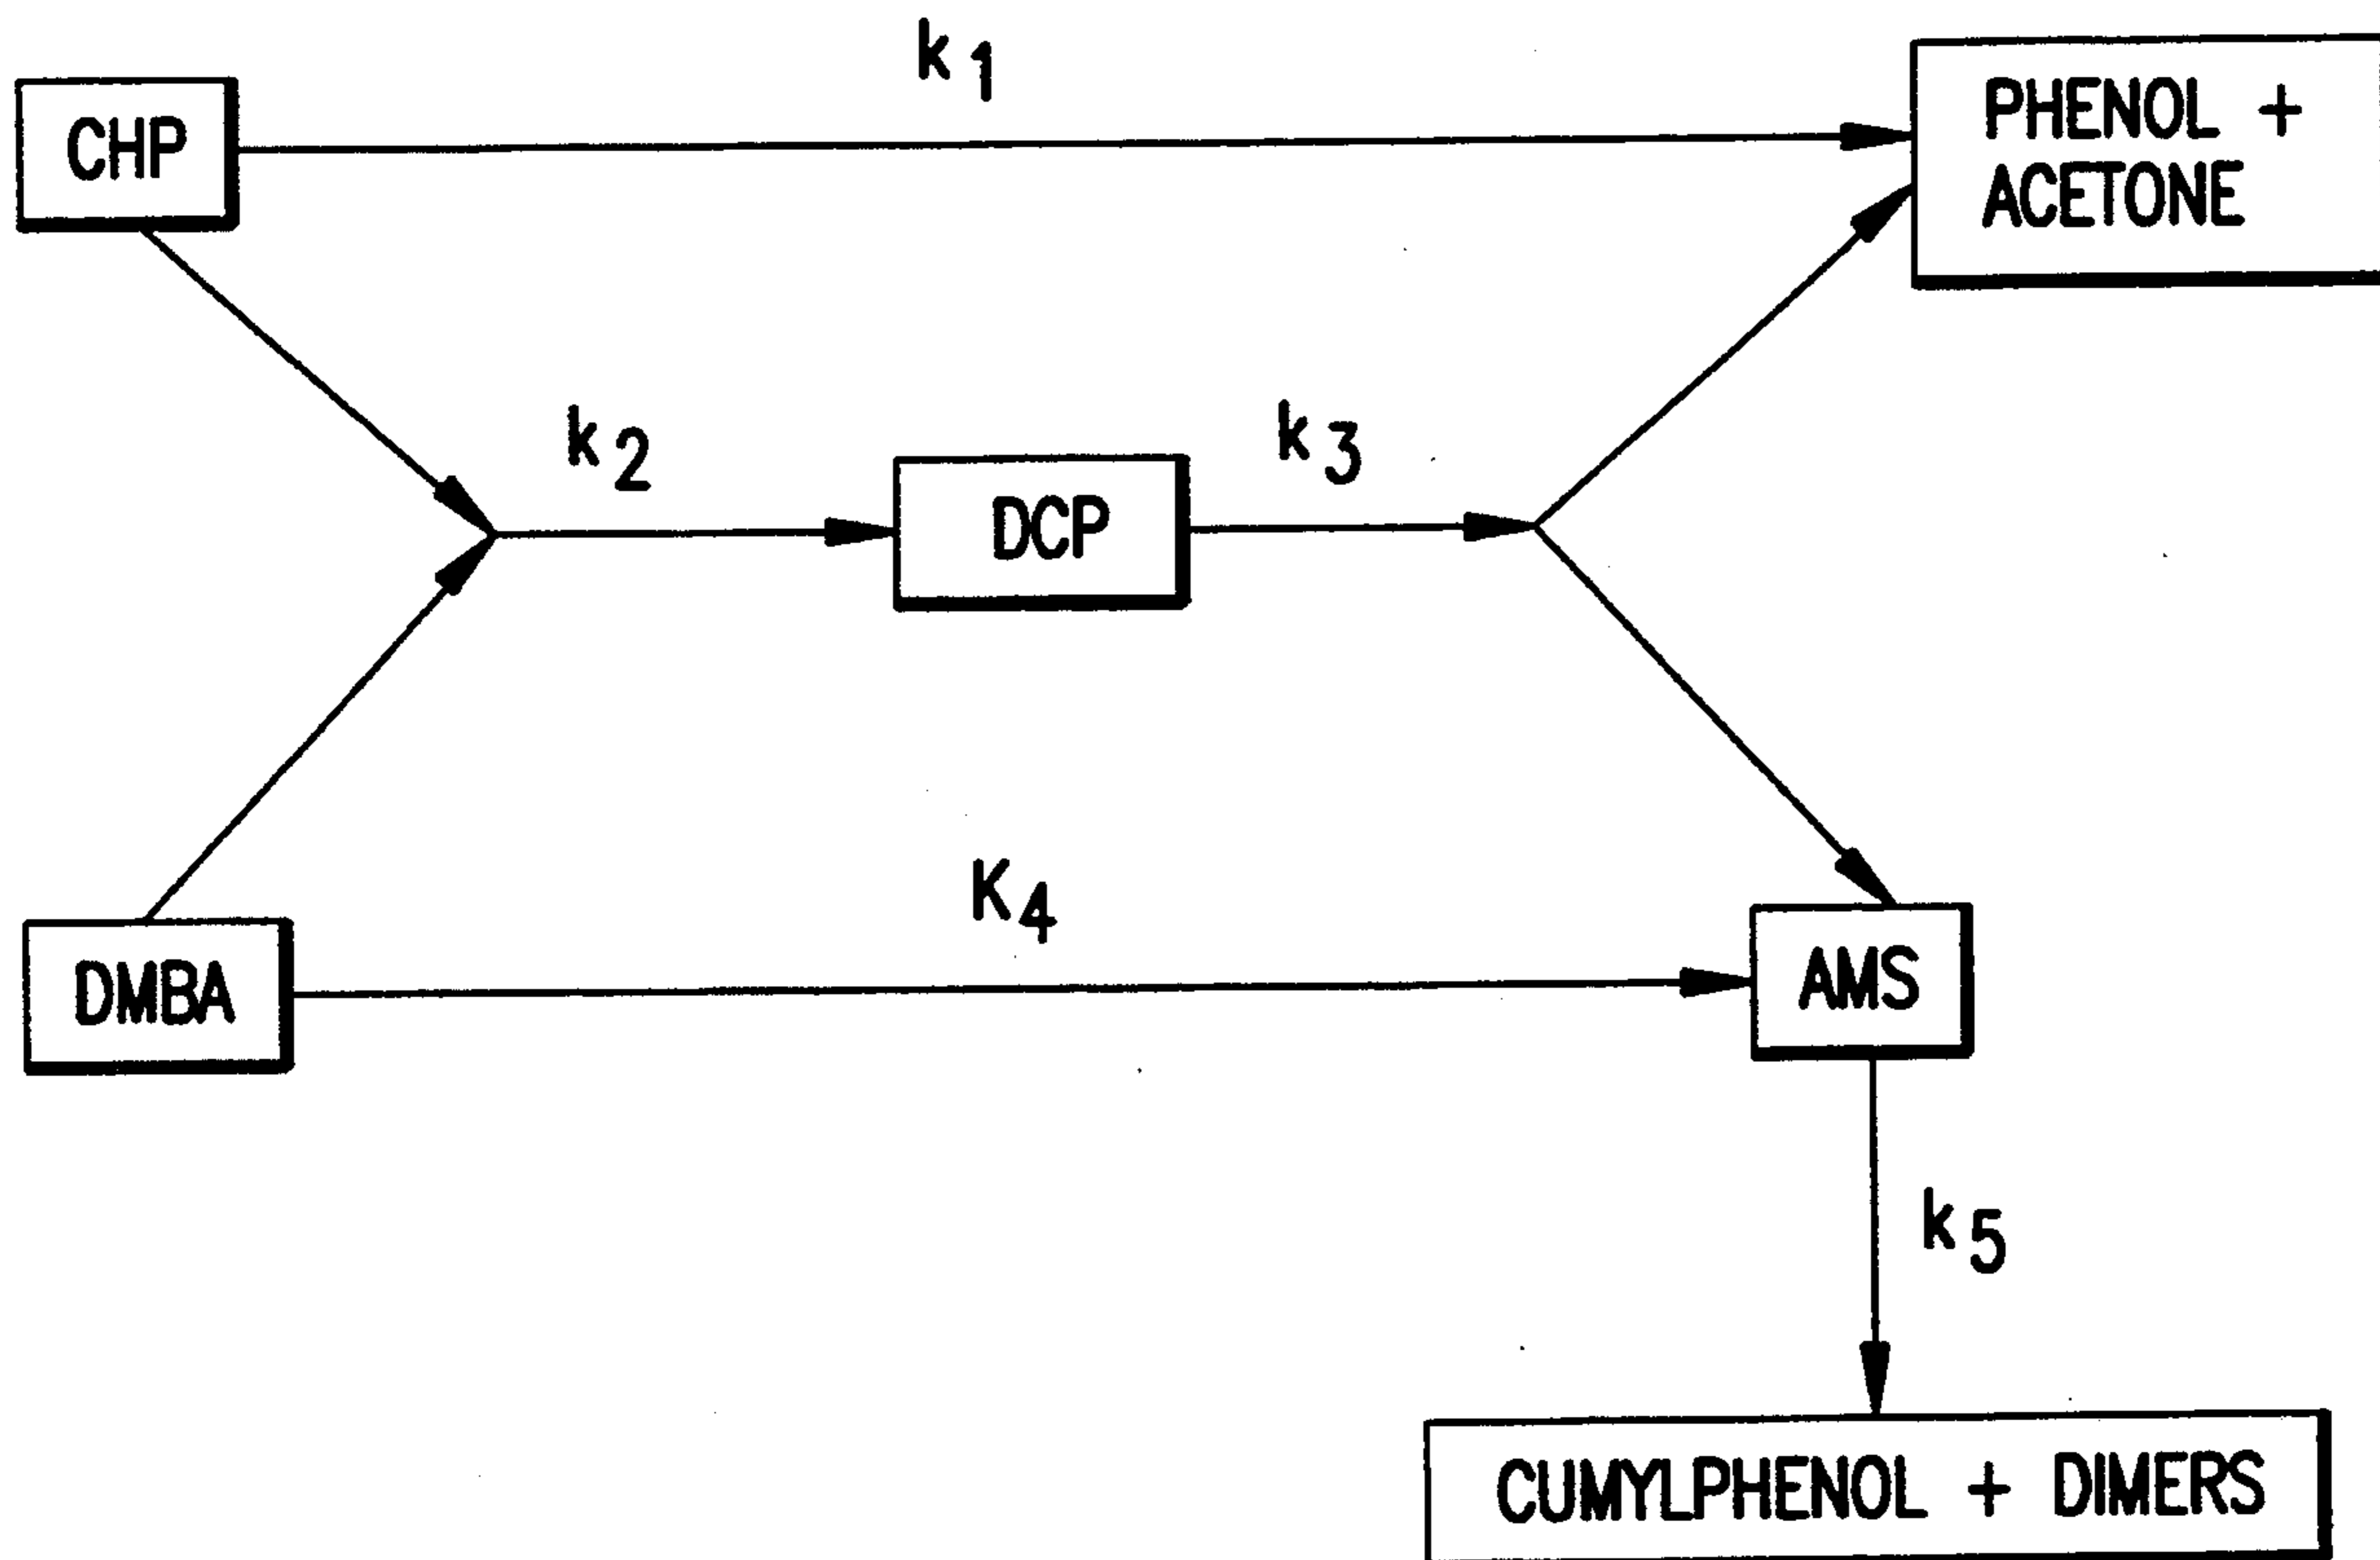 k1
CHP
PHENOL +
ACETONE
k2
k3
DCP
K4
DMBA
AMS
k5
CUMYLPHENOL + DIMERS